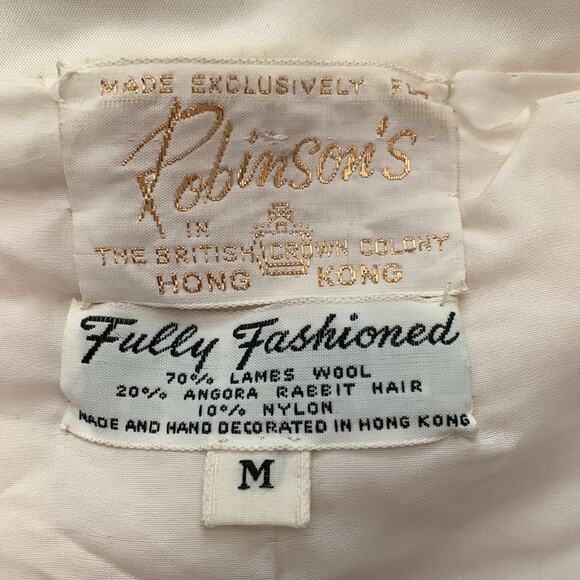 MADE EXCLUSIVELY
Robinson's
IN
THE BRITISH CROWN COLONY
HONG KONG
Fully Fashioned
70% LAMBS WOOL
20% ANGORA RABBIT HAIR
10% NYLON
MADE AND HAND DECORATED IN HONG KONG
M